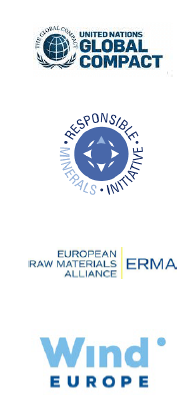 THE GLOBAL COMPACT
UNITED NATIONS
GLOBAL
COMPACT
• RESPONSIBLE •
MINERALS • INITIATIVE
EUROPEAN
RAW MATERIALS
ALLIANCE
ERMA
Wind
EUROPE